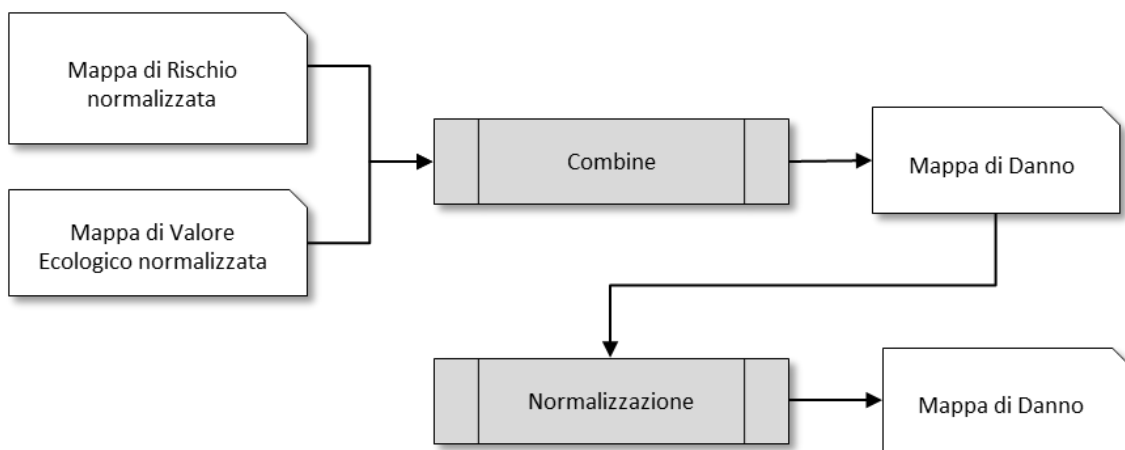 Mappa di Rischio
normalizzata
Combine
Mappa di Danno
Mappa di Valore
Ecologico normalizzata
Normalizzazione
Mappa di Danno